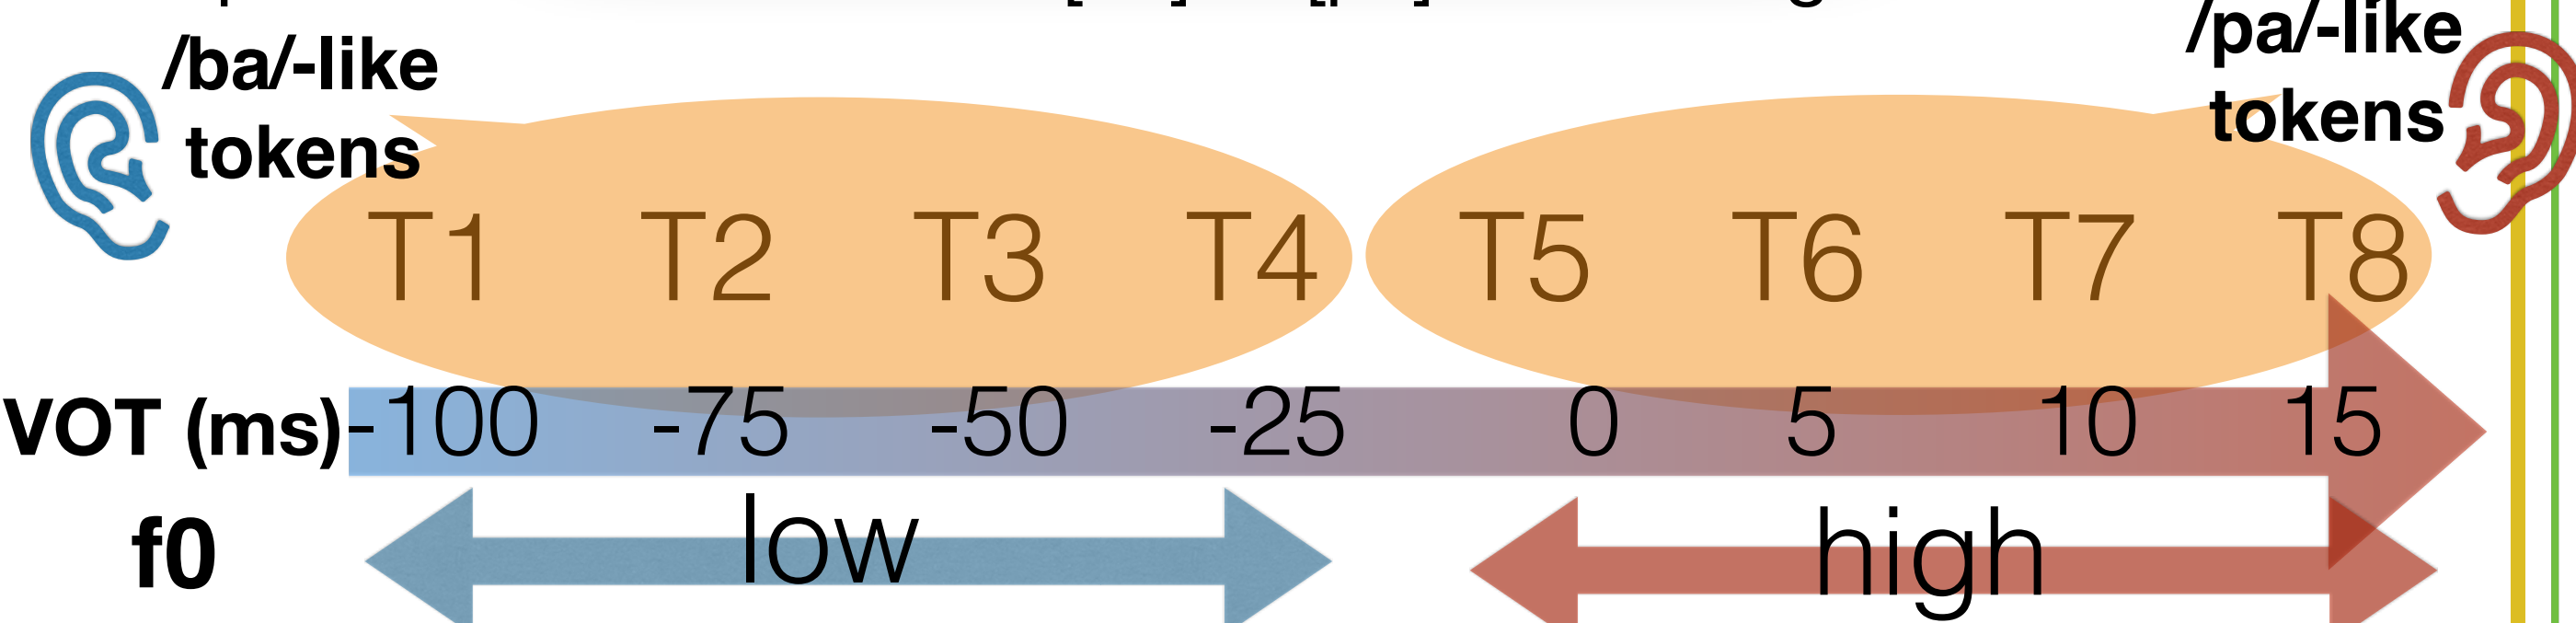 /ba/-like
tokens
/pa/-like
tokens
T1 T2 T3 T4 T5 T6 T7 T8
VOT (ms) -100 -75 -50 -25 0 5 10 15
f0 low high